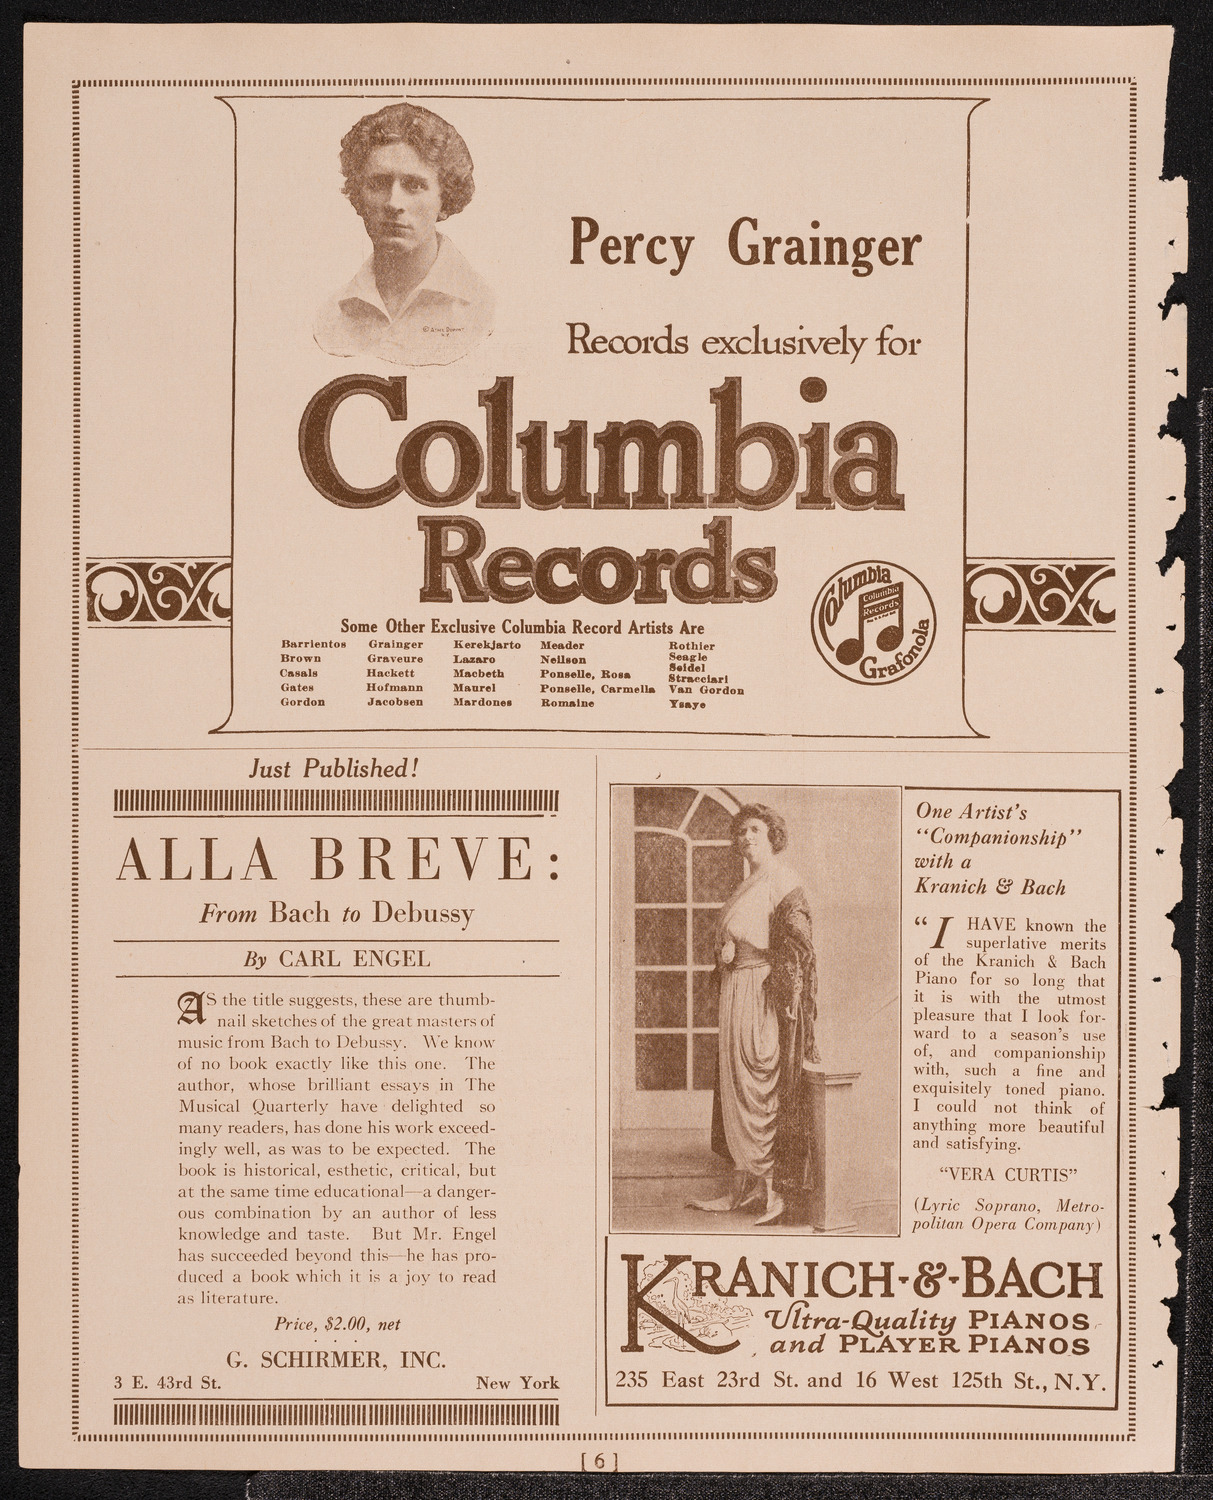 Percy Grainger
© Aimé Dupont
N.Y.
Records exclusively for
Columbia
Records
Columbia
Columbia
Records
Grafonola
Some Other Exclusive Columbia Record Artists Are
Barrientos
Brown
Casals
Gates
Gordon
Grainger
Graveure
Hackett
Hofmann
Jacobsen
Kerekjarto
Lazaro
Macbeth
Maurel
Mardones
Meader
Neilson
Ponselle, Rosa
Ponselle, Carmella
Romaine
Rothier
Seagle
Seidel
Stracciari
Van Gordon
Ysaye
Just Published!
ALLA BREVE:
From Bach to Debussy
By CARL ENGEL
AS the title suggests, these are thumb-
nail sketches of the great masters of
music from Bach to Debussy. We know
of no book exactly like this one. The
author, whose brilliant essays in The
Musical Quarterly have delighted so
many readers, has done his work exceed-
ingly well, as was to be expected. The
book is historical, esthetic, critical, but
at the same time educational—a danger-
ous combination by an author of less
knowledge and taste. But Mr. Engel
has succeeded beyond this—he has pro-
duced a book which it is a joy to read
as literature.
Price, $2.00, net
G. SCHIRMER, INC.
3 E. 43rd St. New York
One Artist's
"Companionship"
with a
Kranich & Bach
"I HAVE known the
superlative merits
of the Kranich & Bach
Piano for so long that
it is with the utmost
pleasure that I look for-
ward to a season's use
of, and companionship
with, such a fine and
exquisitely toned piano.
I could not think of
anything more beautiful
and satisfying.
"VERA CURTIS"
(Lyric Soprano, Metro-
politan Opera Company)
KRANICH-&-BACH
Ultra-Quality PIANOS
and PLAYER PIANOS
235 East 23rd St. and 16 West 125th St., N.Y.
[ 6 ]